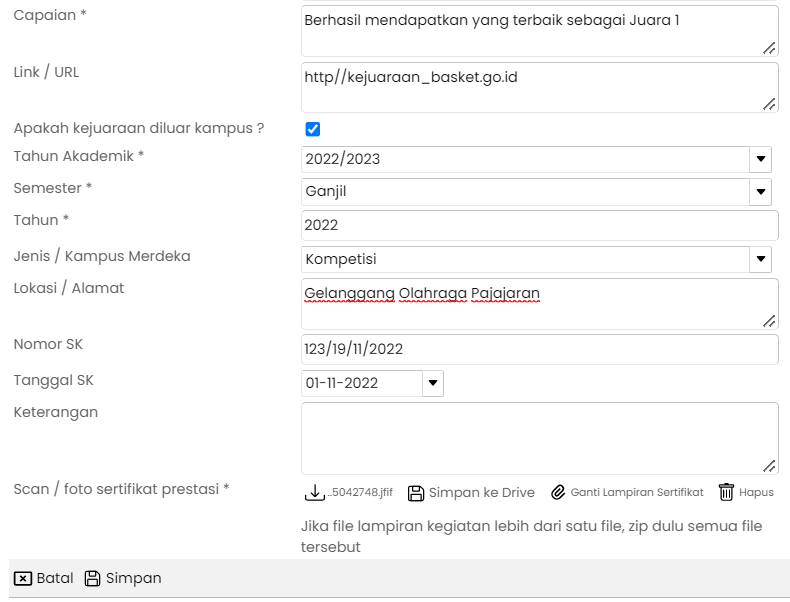 Capaian *
Berhasil mendapatkan yang terbaik sebagai Juara 1
Link / URL
http//kejuaraan_basket.go.id
Apakah kejuaraan diluar kampus ?
Tahun Akademik *
2022/2023
Semester *
Ganjil
Tahun *
2022
Jenis / Kampus Merdeka
Kompetisi
Lokasi / Alamat
Gelanggang Olahraga Pajajaran
Nomor SK
123/19/11/2022
Tanggal SK
01-11-2022
Keterangan
Scan / foto sertifikat prestasi *
..5042748.jfif Simpan ke Drive Ganti Lampiran Sertifikat Hapus
Jika file lampiran kegiatan lebih dari satu file, zip dulu semua file
tersebut
Batal Simpan